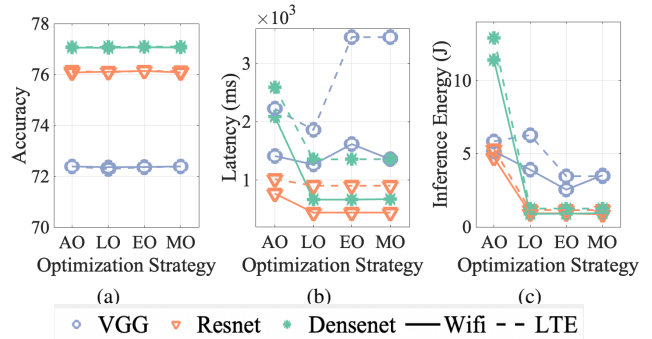 78
76
74
72
70
Accuracy
AO LO EO MO
Optimization Strategy
(a)
×10³
3
2
1
Latency (ms)
AO LO EO MO
Optimization Strategy
(b)
10
5
0
Inference Energy (J)
AO LO EO MO
Optimization Strategy
(c)
VGG Resnet Densenet Wifi LTE